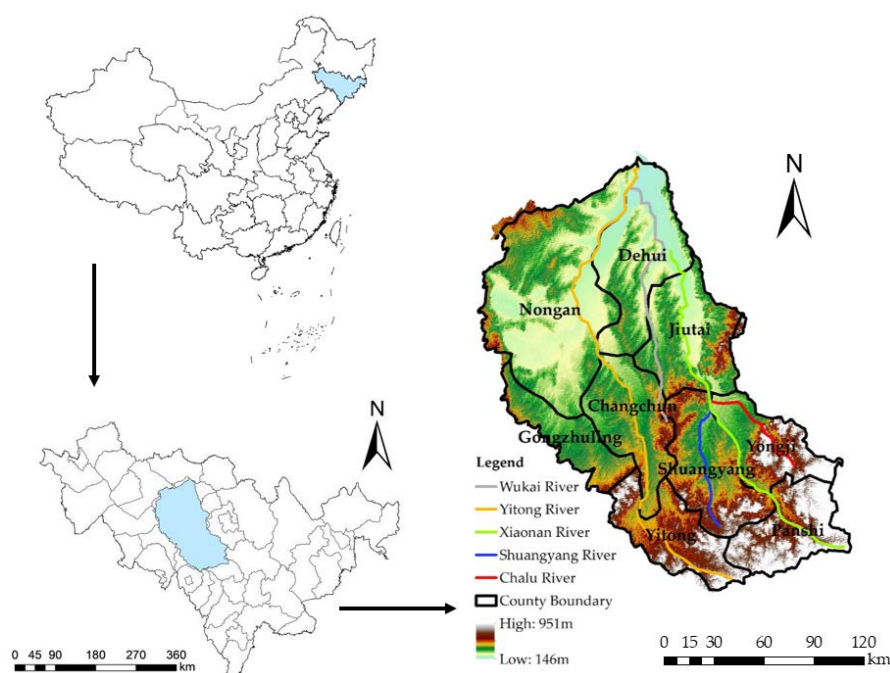 N
Dehui
Nongan
Jiutai
Changchun
Gongzhuling
Yongji
Shuangyang
Yitong
Panshi
Legend
Wukai River
Yitong River
Xiaonan River
Shuangyang River
Chalu River
County Boundary
High: 951m
Low: 146m
0 15 30 60 90 120
km
N
0 45 90 180 270 360
km